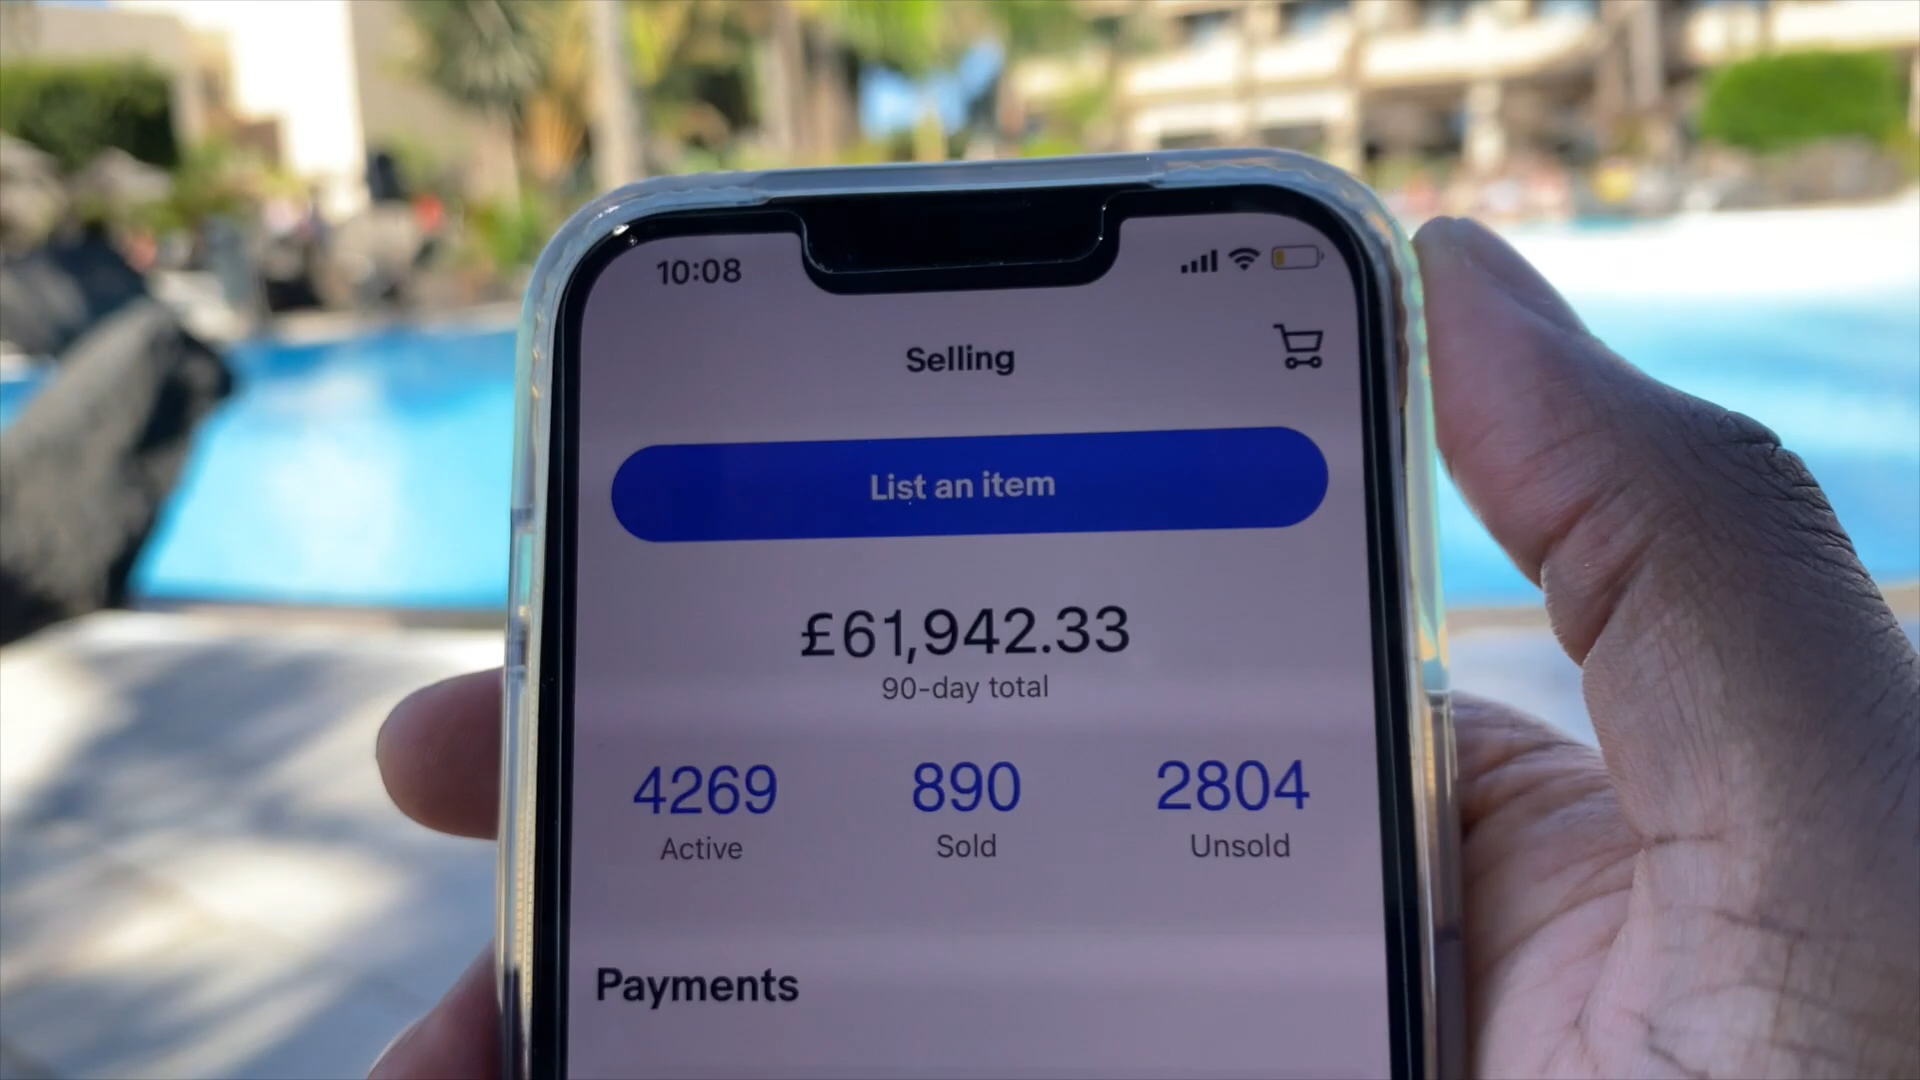 10:08
Selling
List an item
£61,942.33
90-day total
4269 890 2804
Active Sold Unsold
Payments